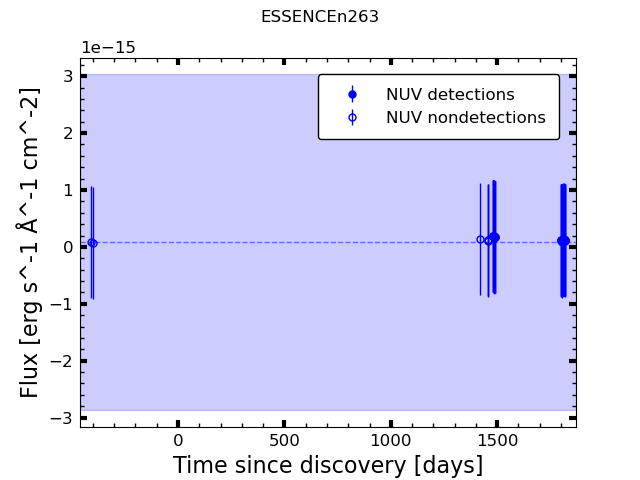 ESSENCEn263
1e−15
NUV detections
NUV nondetections
3
2
1
0
−1
−2
−3
Flux [erg s^-1 Å^-1 cm^-2]
0 500 1000 1500
Time since discovery [days]